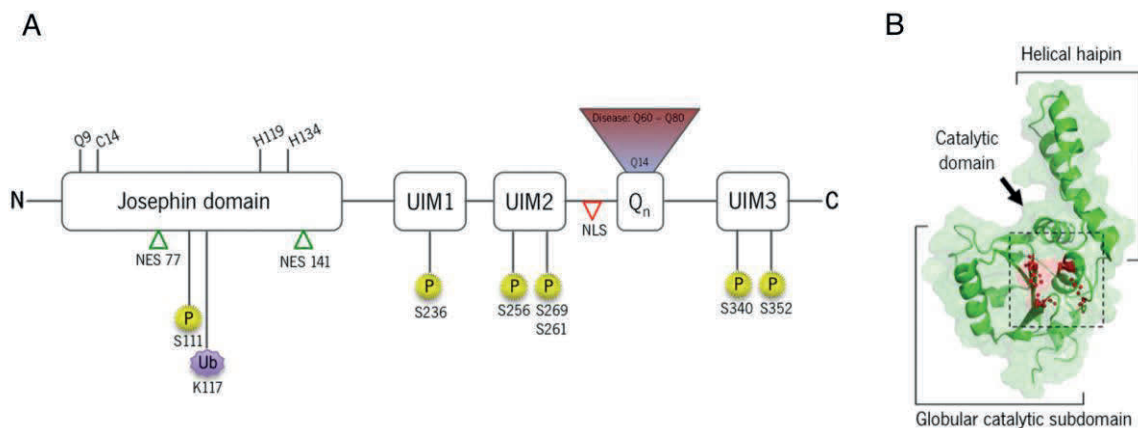 A
B
Helical haipin
Disease: Q60 – Q80
Q14
Q9
C14
H119
H134
Catalytic
domain
N
Josephin domain
UIM1
UIM2
NLS
Qn
UIM3
C
NES 77
NES 141
P
S111
Ub
K117
P
S236
P
S256
P
S269
S261
P
S340
P
S352
Globular catalytic subdomain